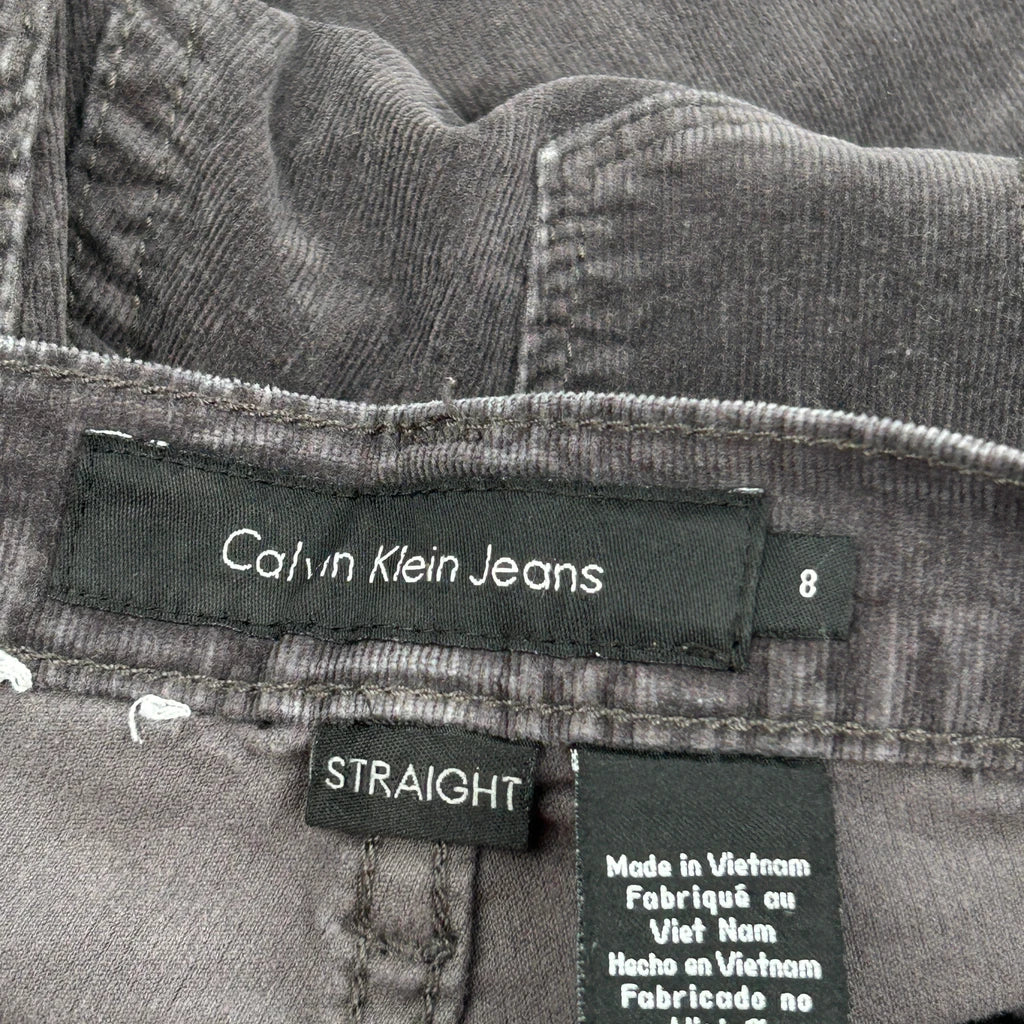 Calvin Klein Jeans
8
STRAIGHT
Made in Vietnam
Fabriqué au
Viet Nam
Hecho en Vietnam
Fabricado no